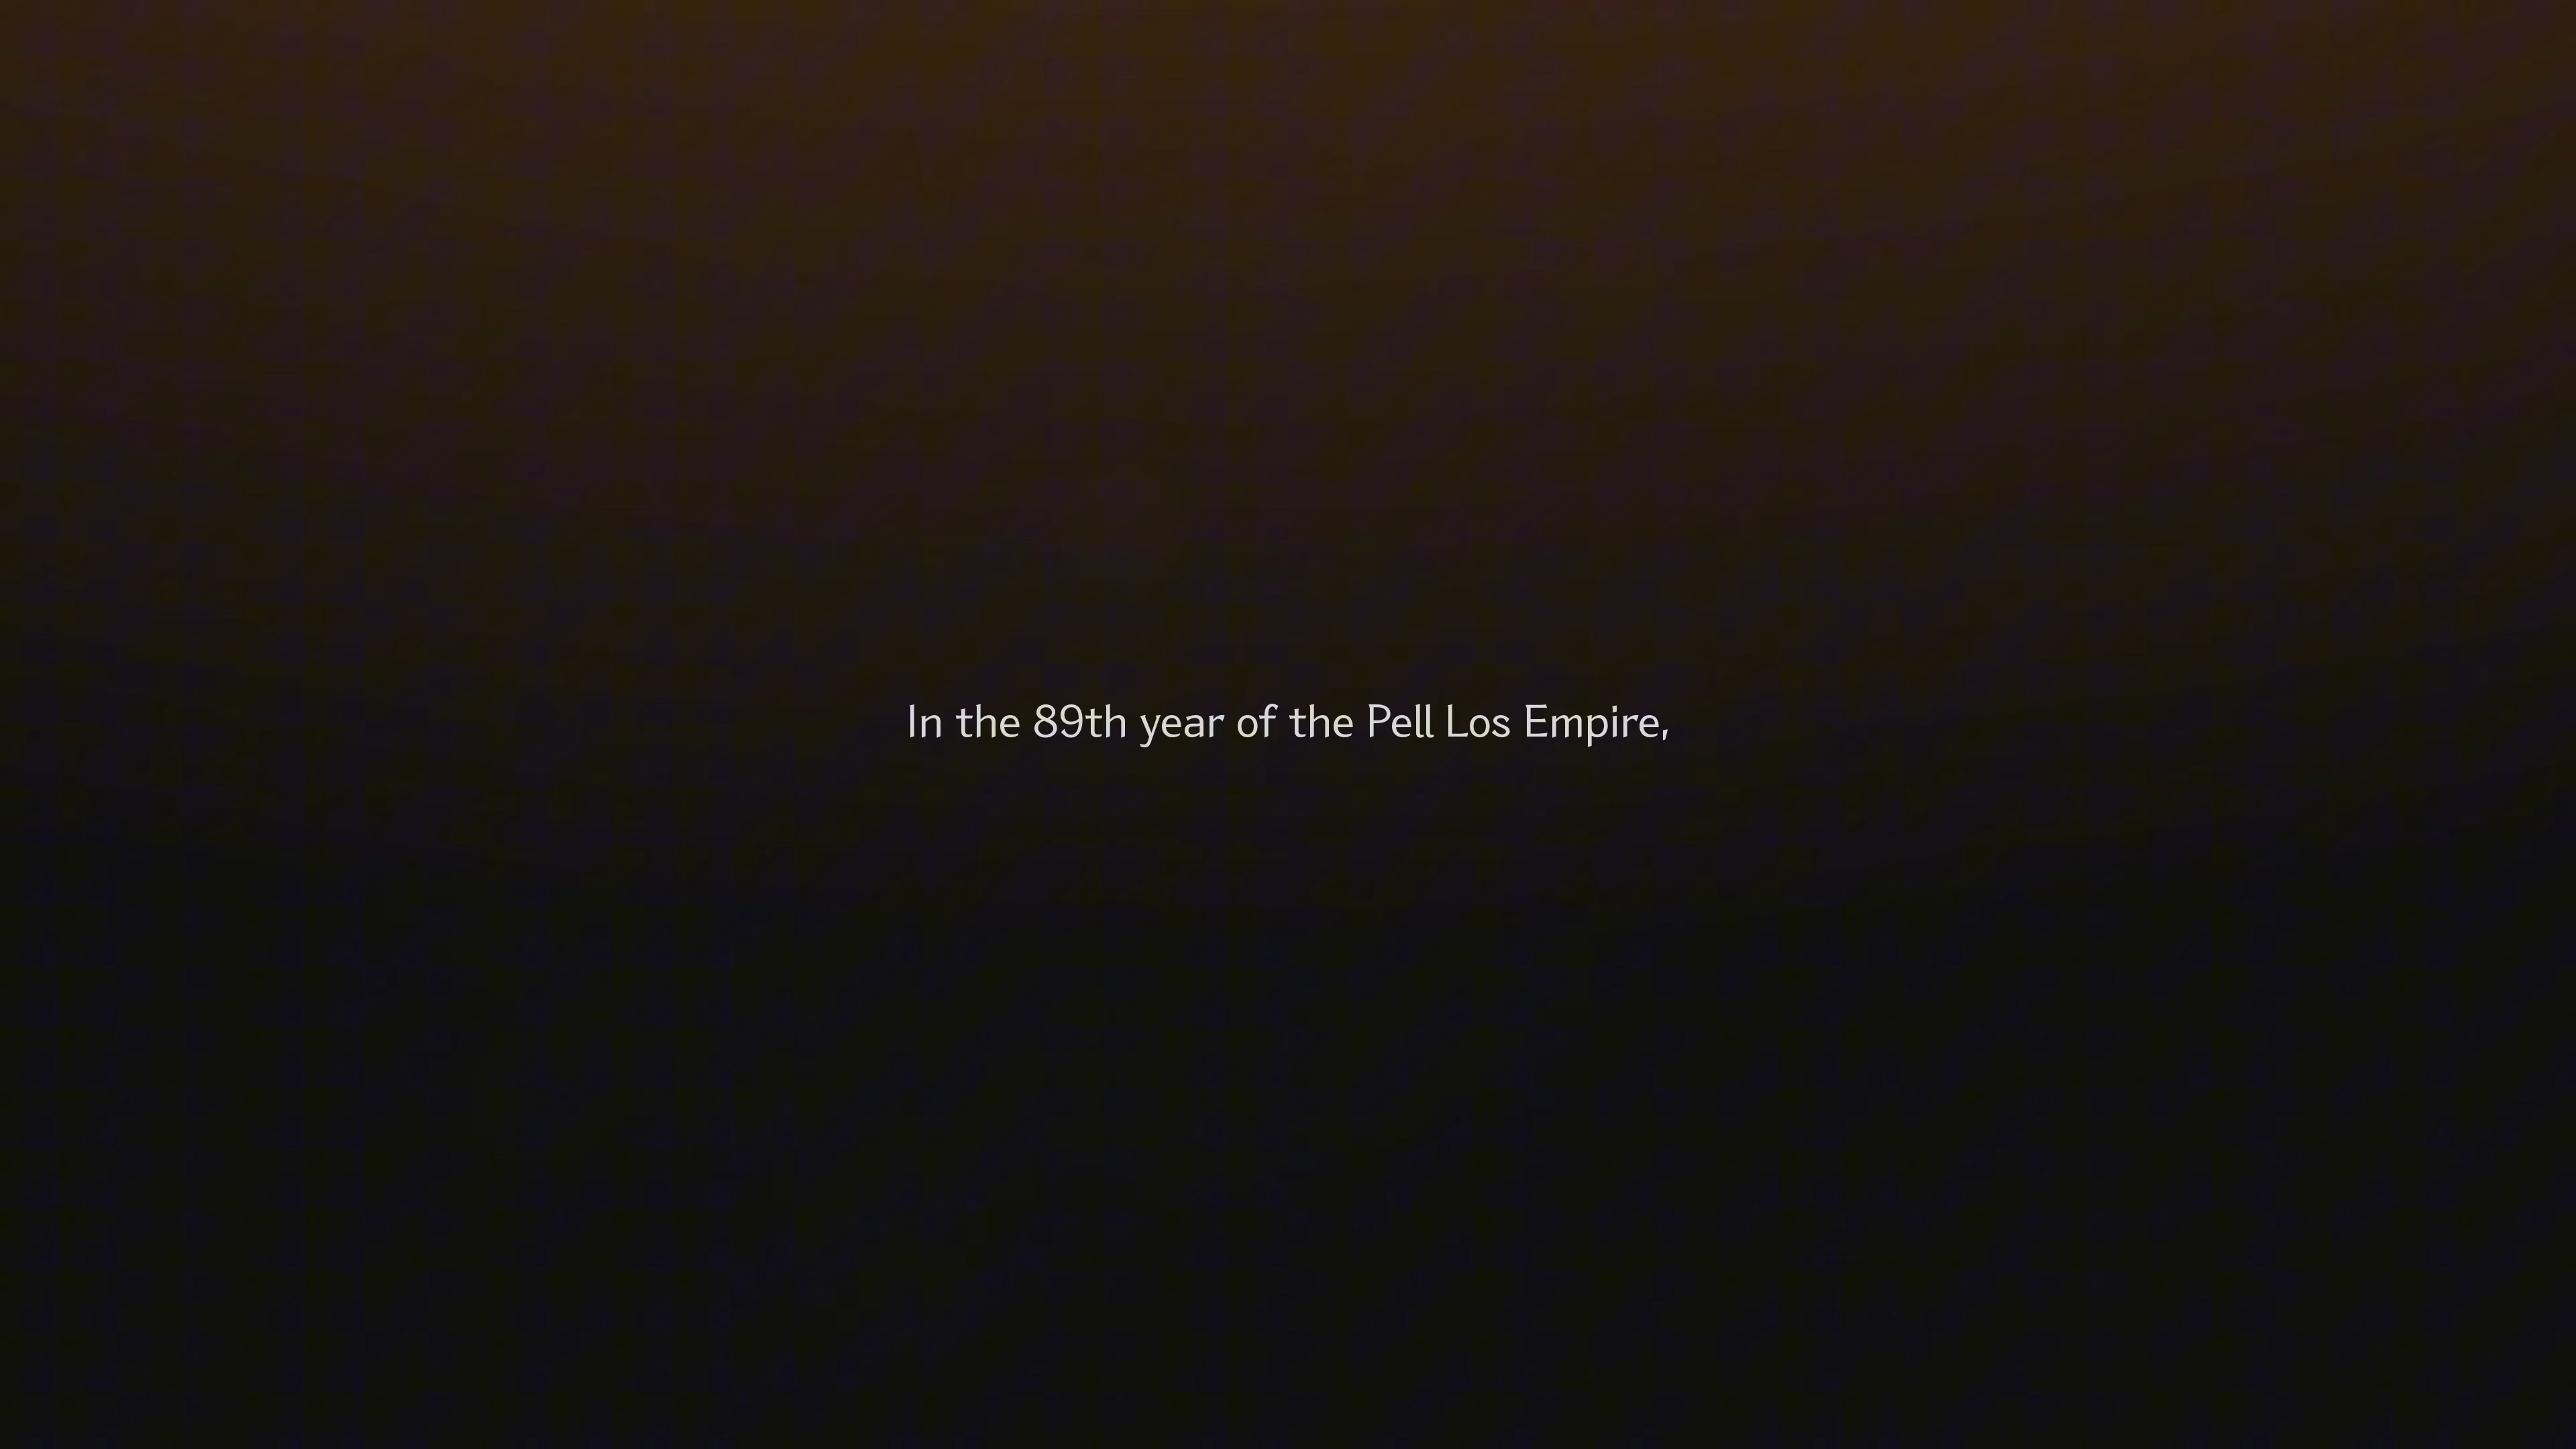 In the 89th year of the Pell Los Empire,